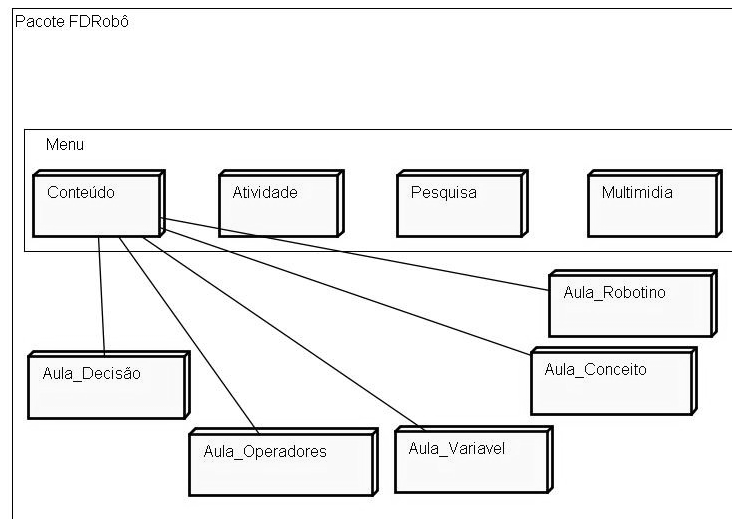 Pacote FDRobô
Menu
Conteúdo
Atividade
Pesquisa
Multimidia
Aula_Robotino
Aula_Decisão
Aula_Conceito
Aula_Operadores
Aula_Variavel